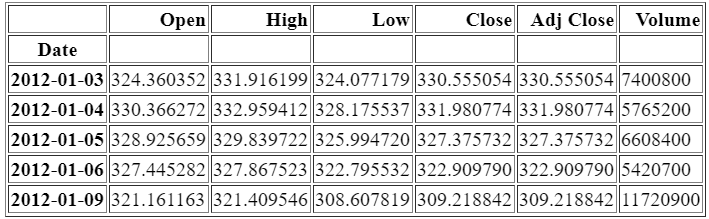 Open High Low Close Adj Close Volume
Date
2012-01-03 324.360352 331.916199 324.077179 330.555054 330.555054 7400800
2012-01-04 330.366272 332.959412 328.175537 331.980774 331.980774 5765200
2012-01-05 328.925659 329.839722 325.994720 327.375732 327.375732 6608400
2012-01-06 327.445282 327.867523 322.795532 322.909790 322.909790 5420700
2012-01-09 321.161163 321.409546 308.607819 309.218842 309.218842 11720900